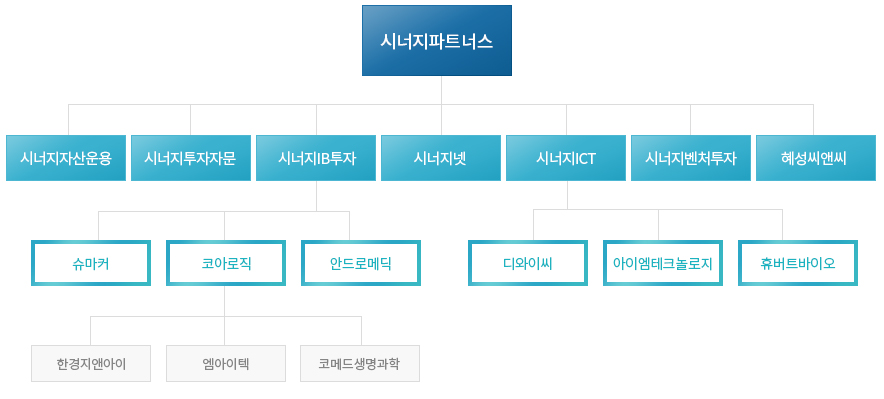 시너지파트너스
시너지자산운용
시너지투자자문
시너지IB투자
시너지넷
시너지ICT
시너지벤처투자
혜성씨앤씨
슈마커
코아로직
안드로메딕
디와이씨
아이엠테크놀로지
휴버트바이오
한경지앤아이
엠아이텍
코메드생명과학